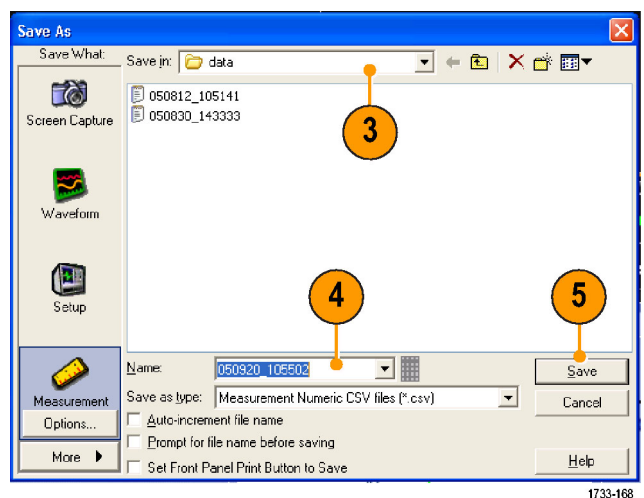 Save As
Save What:
Save in: data
Screen Capture
Waveform
Setup
Measurement
Options...
More
050812_105141
050830_143333
3
4
5
Name: 050920_105502
Save as type: Measurement Numeric CSV files (*.csv)
Auto-increment file name
Prompt for file name before saving
Set Front Panel Print Button to Save
Save
Cancel
Help
1733-168